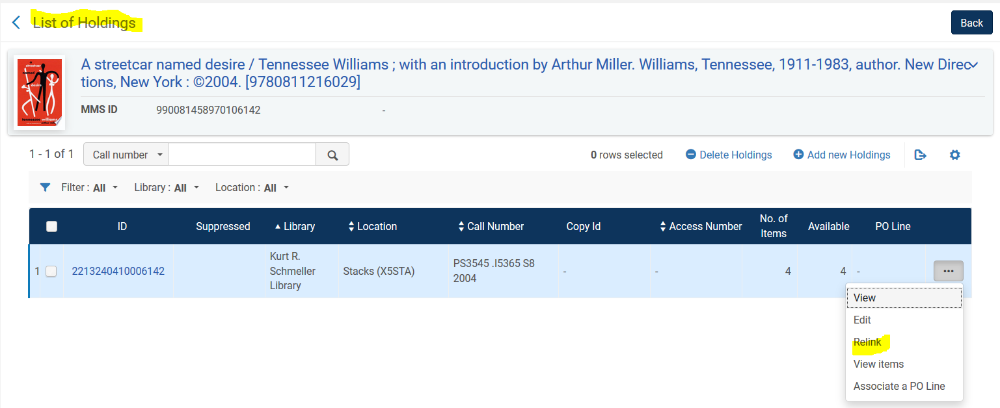 List of Holdings
Back
a
streetcar
named
desire
tennessee williams
A streetcar named desire / Tennessee Williams ; with an introduction by Arthur Miller. Williams, Tennessee, 1911-1983, author. New Direc
tions, New York : ©2004. [9780811216029]
MMS ID 990081458970106142 -
1 - 1 of 1 Call number 0 rows selected Delete Holdings Add new Holdings
Filter : All Library : All Location : All
ID Suppressed Library Location Call Number Copy Id Access Number No. of Items Available PO Line
1 2213240410006142 Kurt R. Schmeller Library Stacks (X5STA) PS3545 .I5365 S8 2004 - - 4 4 - •••
View
Edit
Relink
View items
Associate a PO Line